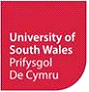 University of
South Wales
Prifysgol
De Cymru